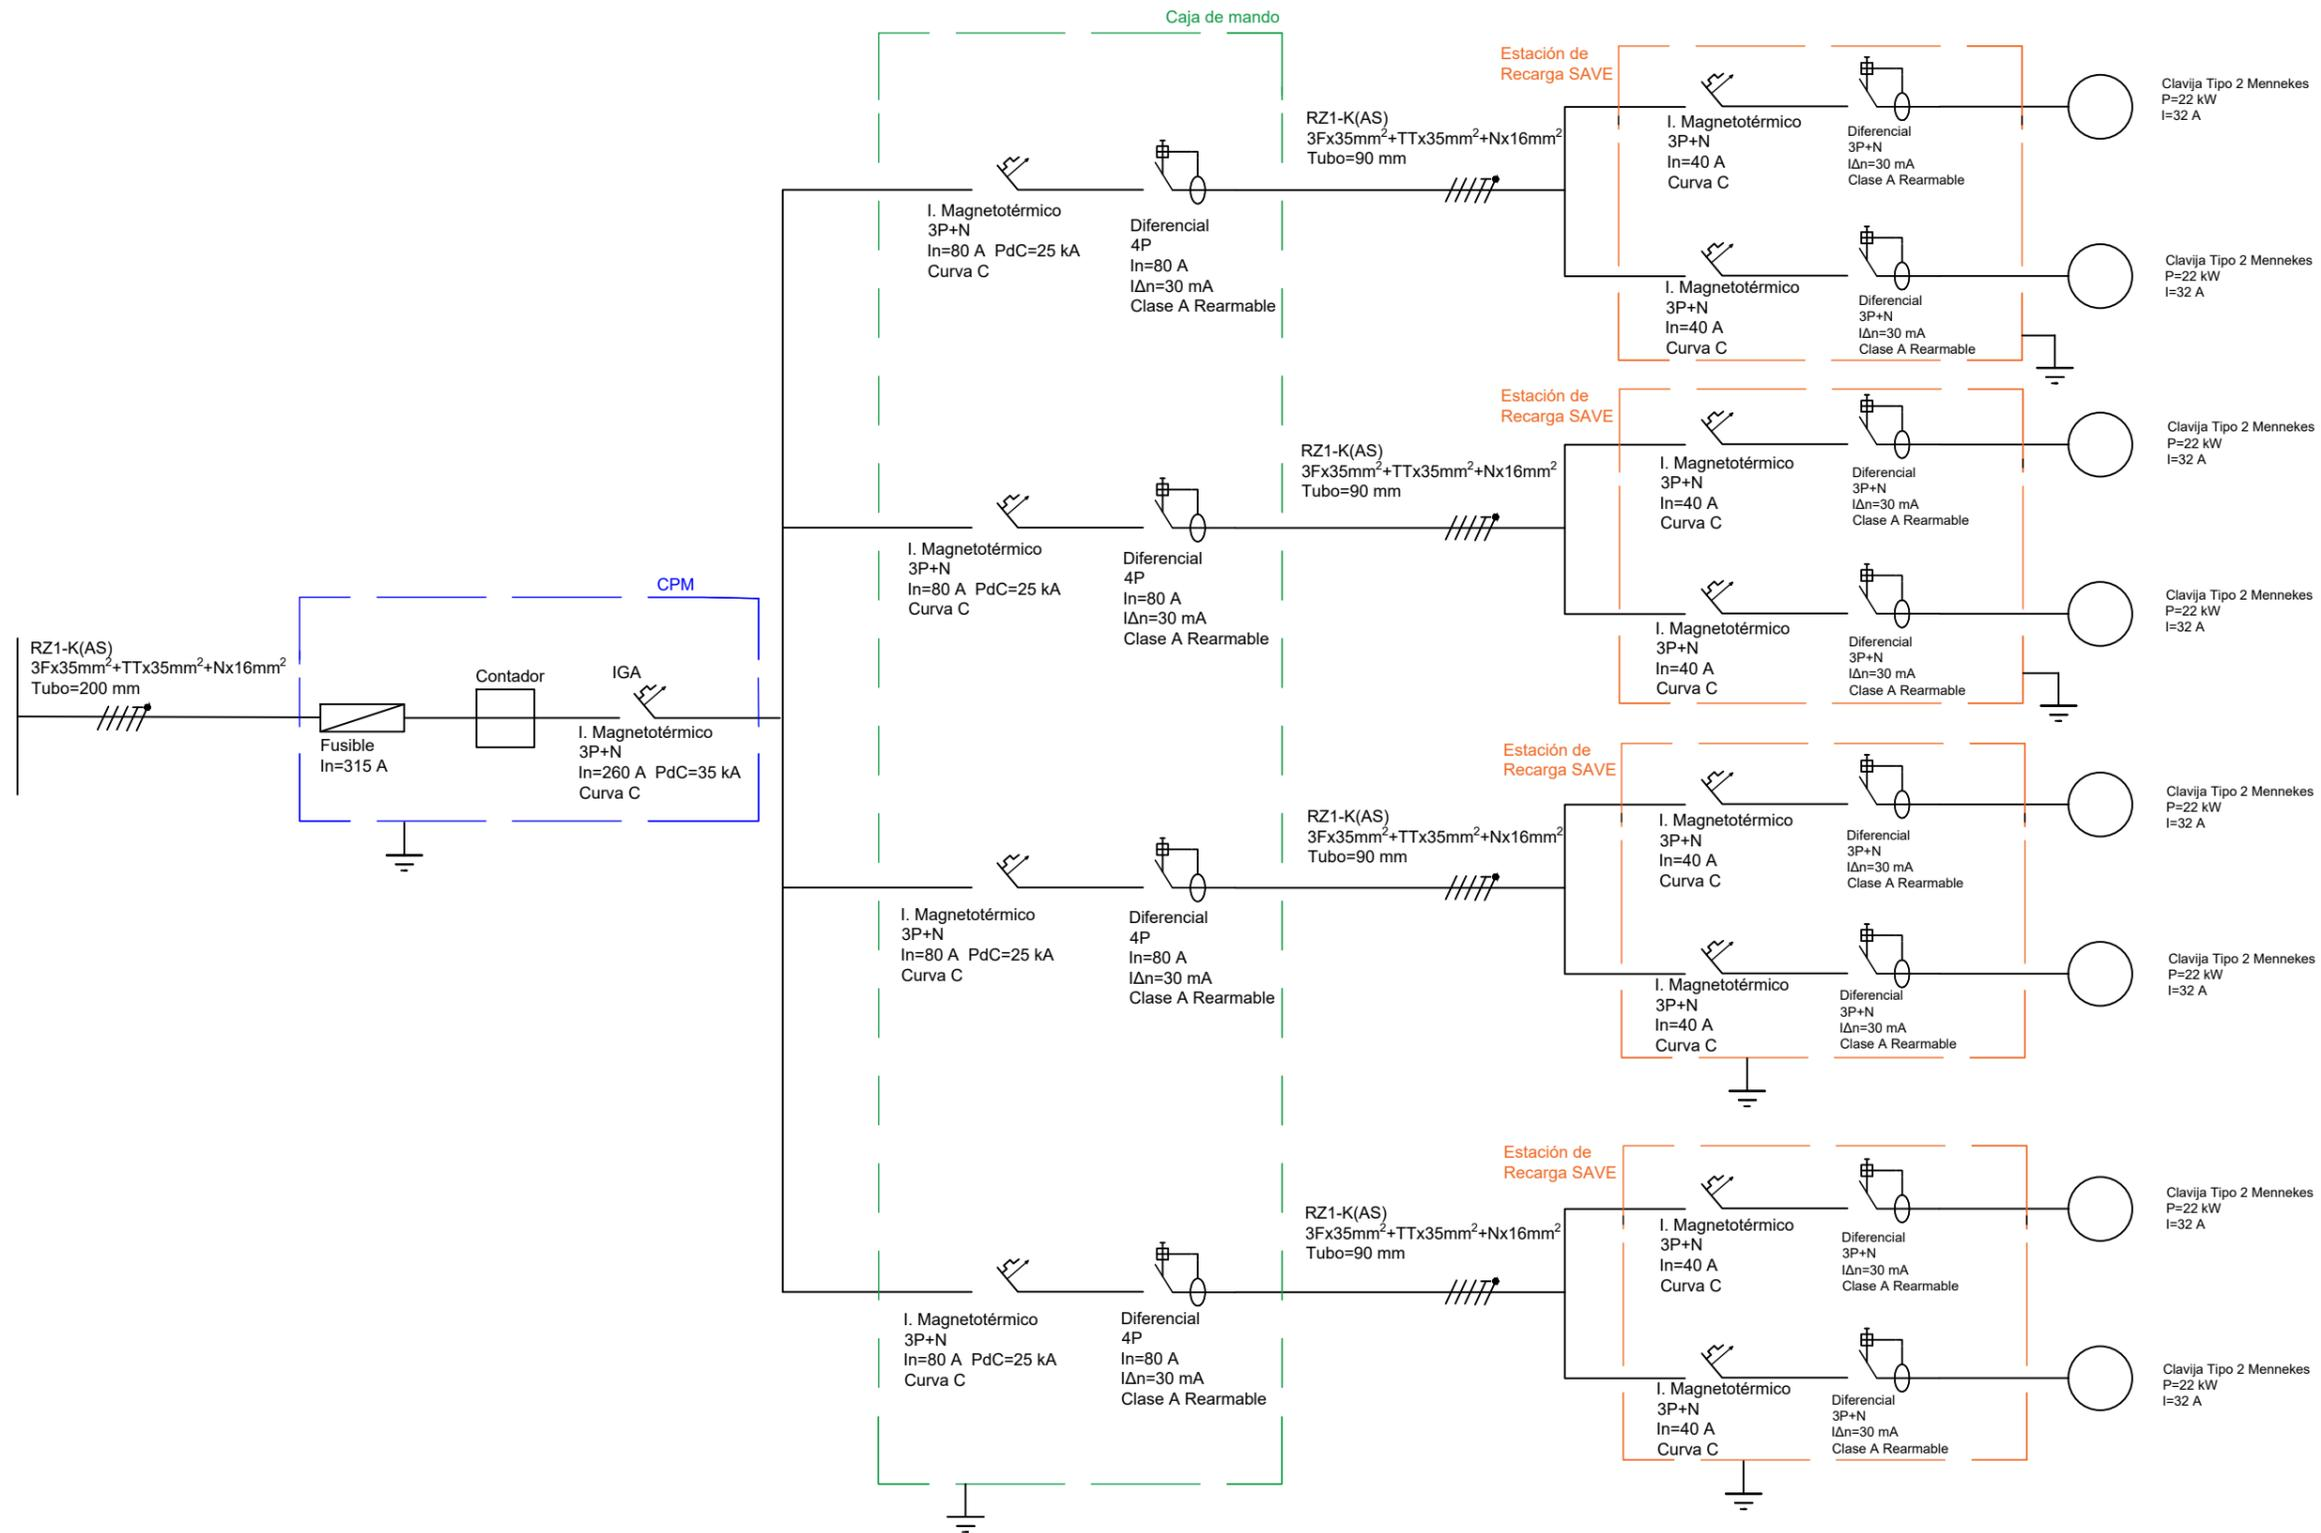 Caja de mando
Estación de
Recarga SAVE
RZ1-K(AS)
3Fx35mm²+TTx35mm²+Nx16mm²
Tubo=90 mm
I. Magnetotérmico
3P+N
In=80 A PdC=25 kA
Curva C
Diferencial
4P
In=80 A
IΔn=30 mA
Clase A Rearmable
I. Magnetotérmico
3P+N
In=40 A
Curva C
Diferencial
3P+N
IΔn=30 mA
Clase A Rearmable
Clavija Tipo 2 Mennekes
P=22 kW
I=32 A
I. Magnetotérmico
3P+N
In=40 A
Curva C
Diferencial
3P+N
IΔn=30 mA
Clase A Rearmable
Clavija Tipo 2 Mennekes
P=22 kW
I=32 A
Estación de
Recarga SAVE
RZ1-K(AS)
3Fx35mm²+TTx35mm²+Nx16mm²
Tubo=90 mm
I. Magnetotérmico
3P+N
In=80 A PdC=25 kA
Curva C
Diferencial
4P
In=80 A
IΔn=30 mA
Clase A Rearmable
I. Magnetotérmico
3P+N
In=40 A
Curva C
Diferencial
3P+N
IΔn=30 mA
Clase A Rearmable
Clavija Tipo 2 Mennekes
P=22 kW
I=32 A
I. Magnetotérmico
3P+N
In=40 A
Curva C
Diferencial
3P+N
IΔn=30 mA
Clase A Rearmable
Clavija Tipo 2 Mennekes
P=22 kW
I=32 A
CPM
RZ1-K(AS)
3Fx35mm²+TTx35mm²+Nx16mm²
Tubo=200 mm
Fusible
In=315 A
Contador
IGA
I. Magnetotérmico
3P+N
In=260 A PdC=35 kA
Curva C
Estación de
Recarga SAVE
RZ1-K(AS)
3Fx35mm²+TTx35mm²+Nx16mm²
Tubo=90 mm
I. Magnetotérmico
3P+N
In=80 A PdC=25 kA
Curva C
Diferencial
4P
In=80 A
IΔn=30 mA
Clase A Rearmable
I. Magnetotérmico
3P+N
In=40 A
Curva C
Diferencial
3P+N
IΔn=30 mA
Clase A Rearmable
Clavija Tipo 2 Mennekes
P=22 kW
I=32 A
I. Magnetotérmico
3P+N
In=40 A
Curva C
Diferencial
3P+N
IΔn=30 mA
Clase A Rearmable
Clavija Tipo 2 Mennekes
P=22 kW
I=32 A
Estación de
Recarga SAVE
RZ1-K(AS)
3Fx35mm²+TTx35mm²+Nx16mm²
Tubo=90 mm
I. Magnetotérmico
3P+N
In=80 A PdC=25 kA
Curva C
Diferencial
4P
In=80 A
IΔn=30 mA
Clase A Rearmable
I. Magnetotérmico
3P+N
In=40 A
Curva C
Diferencial
3P+N
IΔn=30 mA
Clase A Rearmable
Clavija Tipo 2 Mennekes
P=22 kW
I=32 A
I. Magnetotérmico
3P+N
In=40 A
Curva C
Diferencial
3P+N
IΔn=30 mA
Clase A Rearmable
Clavija Tipo 2 Mennekes
P=22 kW
I=32 A